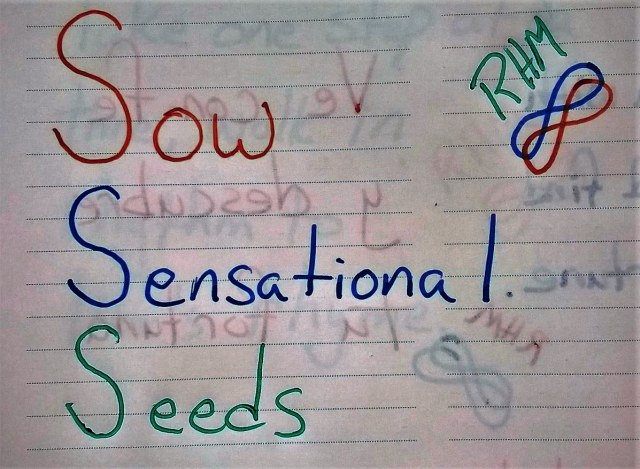 Sow
RHM
Sensational.
Seeds